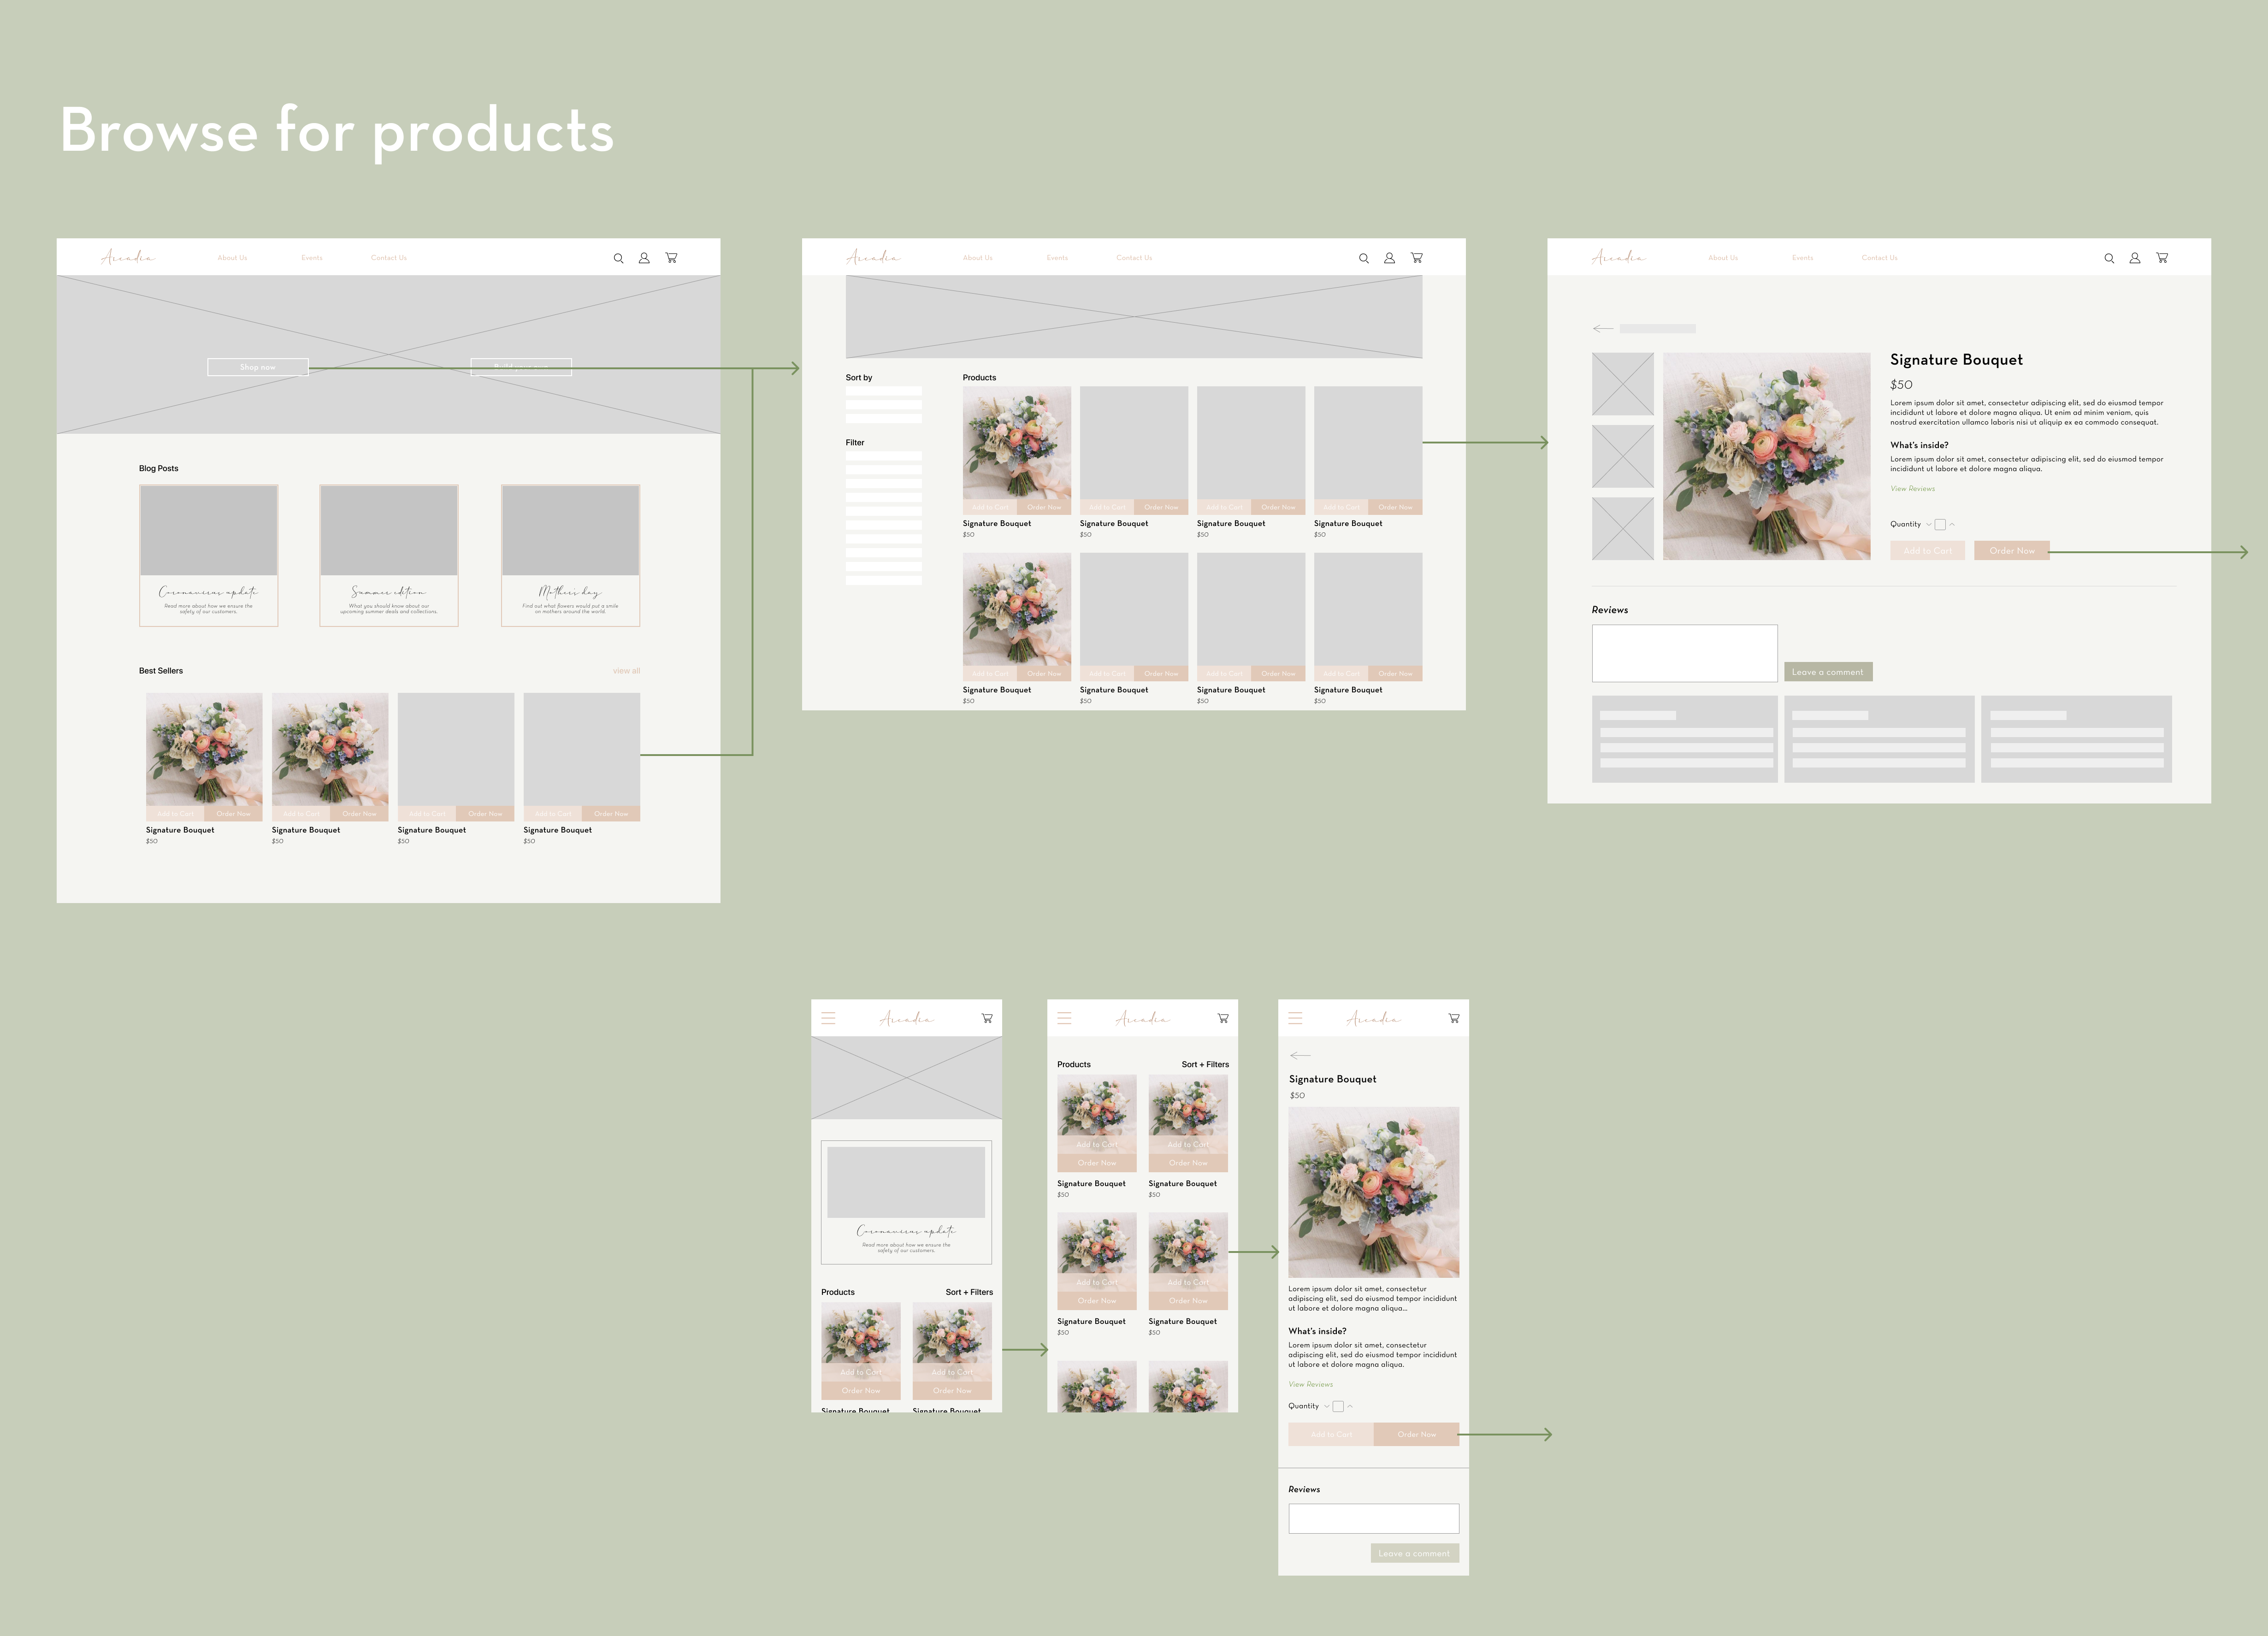 Browse for products
Arcadia
About Us
Events
Contact Us
Shop now
Blog Posts
Coronavirus update
Read more about how we ensure the
safety of our customers.
Summer edition
What you should know about our
upcoming summer deals and collections.
Mother's day
Find out what flowers would put a smile
on mothers around the world.
Best Sellers
view all
Add to Cart
Order Now
Add to Cart
Order Now
Add to Cart
Order Now
Add to Cart
Order Now
Signature Bouquet
Signature Bouquet
Signature Bouquet
Signature Bouquet
$50
$50
$50
$50
Arcadia
About Us
Events
Contact Us
Sort by
Filter
Products
Add to Cart
Order Now
Add to Cart
Order Now
Add to Cart
Order Now
Add to Cart
Order Now
Signature Bouquet
Signature Bouquet
Signature Bouquet
Signature Bouquet
$50
$50
$50
$50
Add to Cart
Order Now
Add to Cart
Order Now
Add to Cart
Order Now
Add to Cart
Order Now
Signature Bouquet
Signature Bouquet
Signature Bouquet
Signature Bouquet
$50
$50
$50
$50
Arcadia
About Us
Events
Contact Us
Signature Bouquet
$50
Lorem ipsum dolor sit amet, consectetur adipiscing elit, sed do eiusmod tempor
incididunt ut labore et dolore magna aliqua. Ut enim ad minim veniam, quis
nostrud exercitation ullamco laboris nisi ut aliquip ex ea commodo consequat.
What's inside?
Lorem ipsum dolor sit amet, consectetur adipiscing elit, sed do eiusmod tempor
incididunt ut labore et dolore magna aliqua.
View Reviews
Quantity
Add to Cart
Order Now
Reviews
Leave a comment
Arcadia
Coronavirus update
Read more about how we ensure the
safety of our customers.
Products
Sort + Filters
Add to Cart
Add to Cart
Order Now
Order Now
Signature Bouquet
Signature Bouquet
Arcadia
Products
Sort + Filters
Add to Cart
Add to Cart
Order Now
Order Now
Signature Bouquet
Signature Bouquet
$50
$50
Add to Cart
Add to Cart
Order Now
Order Now
Signature Bouquet
Signature Bouquet
$50
$50
Arcadia
Signature Bouquet
$50
Lorem ipsum dolor sit amet, consectetur
adipiscing elit, sed do eiusmod tempor incididunt
ut labore et dolore magna aliqua...
What's inside?
Lorem ipsum dolor sit amet, consectetur
adipiscing elit, sed do eiusmod tempor incididunt
ut labore et dolore magna aliqua.
View Reviews
Quantity
Add to Cart
Order Now
Reviews
Leave a comment